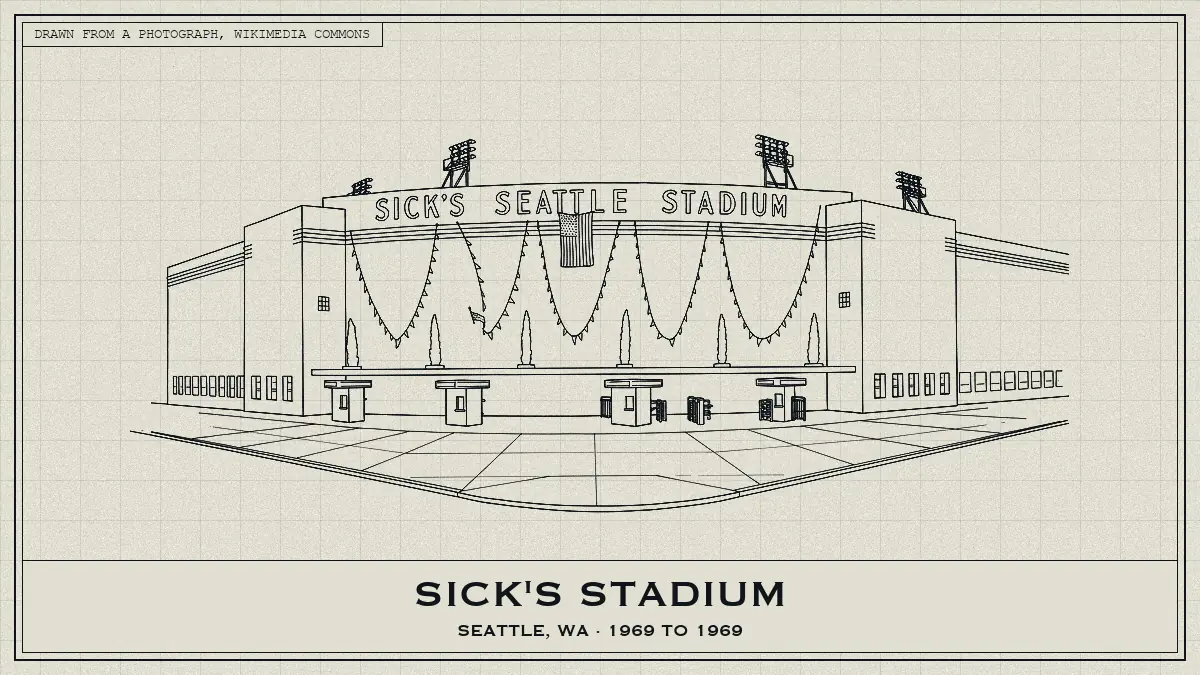 DRAWN FROM A PHOTOGRAPH, WIKIMEDIA COMMONS
SICK'S SEATTLE STADIUM
SICK'S STADIUM
SEATTLE, WA · 1969 TO 1969